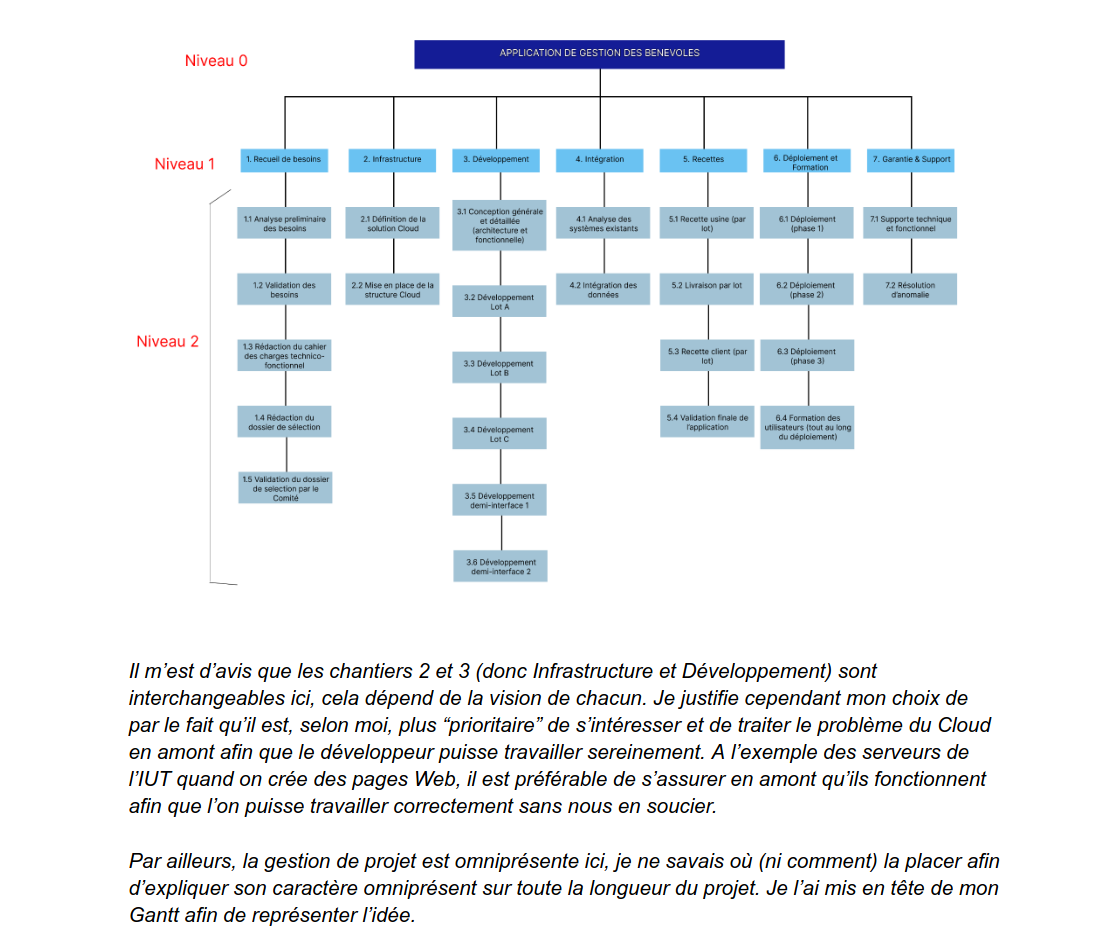 APPLICATION DE GESTION DES BENEVOLES
Niveau 0
Niveau 1
1. Recueil de besoins
2. Infrastructure
3. Développement
4. Intégration
5. Recettes
6. Déploiement et
Formation
7. Garantie & Support
Niveau 2
1.1 Analyse preliminaire
des besoins
1.2 Validation des
besoins
1.3 Rédaction du cahier
des charges technico-
fonctionnel
1.4 Rédaction du
dossier de sélection
1.5 Validation du dossier
de selection par le
Comité
2.1 Définition de la
solution Cloud
2.2 Mise en place de la
structure Cloud
3.1 Conception générale
et détaillée
(architecture et
fonctionnelle)
3.2 Développement
Lot A
3.3 Développement
Lot B
3.4 Développement
Lot C
3.5 Développement
demi-interface 1
3.6 Développement
demi-interface 2
4.1 Analyse des
systèmes existants
4.2 Intégration des
données
5.1 Recette usine (par
lot)
5.2 Livraison par lot
5.3 Recette client (par
lot)
5.4 Validation finale de
l'application
6.1 Déploiement
(phase 1)
6.2 Déploiement
(phase 2)
6.3 Déploiement
(phase 3)
6.4 Formation des
utilisateurs (tout au long
du déploiement)
7.1 Supporte technique
et fonctionnel
7.2 Résolution
d'anomalie
Il m'est d'avis que les chantiers 2 et 3 (donc Infrastructure et Développement) sont
interchangeables ici, cela dépend de la vision de chacun. Je justifie cependant mon choix de
par le fait qu'il est, selon moi, plus “prioritaire” de s'intéresser et de traiter le problème du Cloud
en amont afin que le développeur puisse travailler sereinement. A l'exemple des serveurs de
l'IUT quand on crée des pages Web, il est préférable de s'assurer en amont qu'ils fonctionnent
afin que l'on puisse travailler correctement sans nous en soucier.
Par ailleurs, la gestion de projet est omniprésente ici, je ne savais où (ni comment) la placer afin
d'expliquer son caractère omniprésent sur toute la longueur du projet. Je l'ai mis en tête de mon
Gantt afin de représenter l'idée.